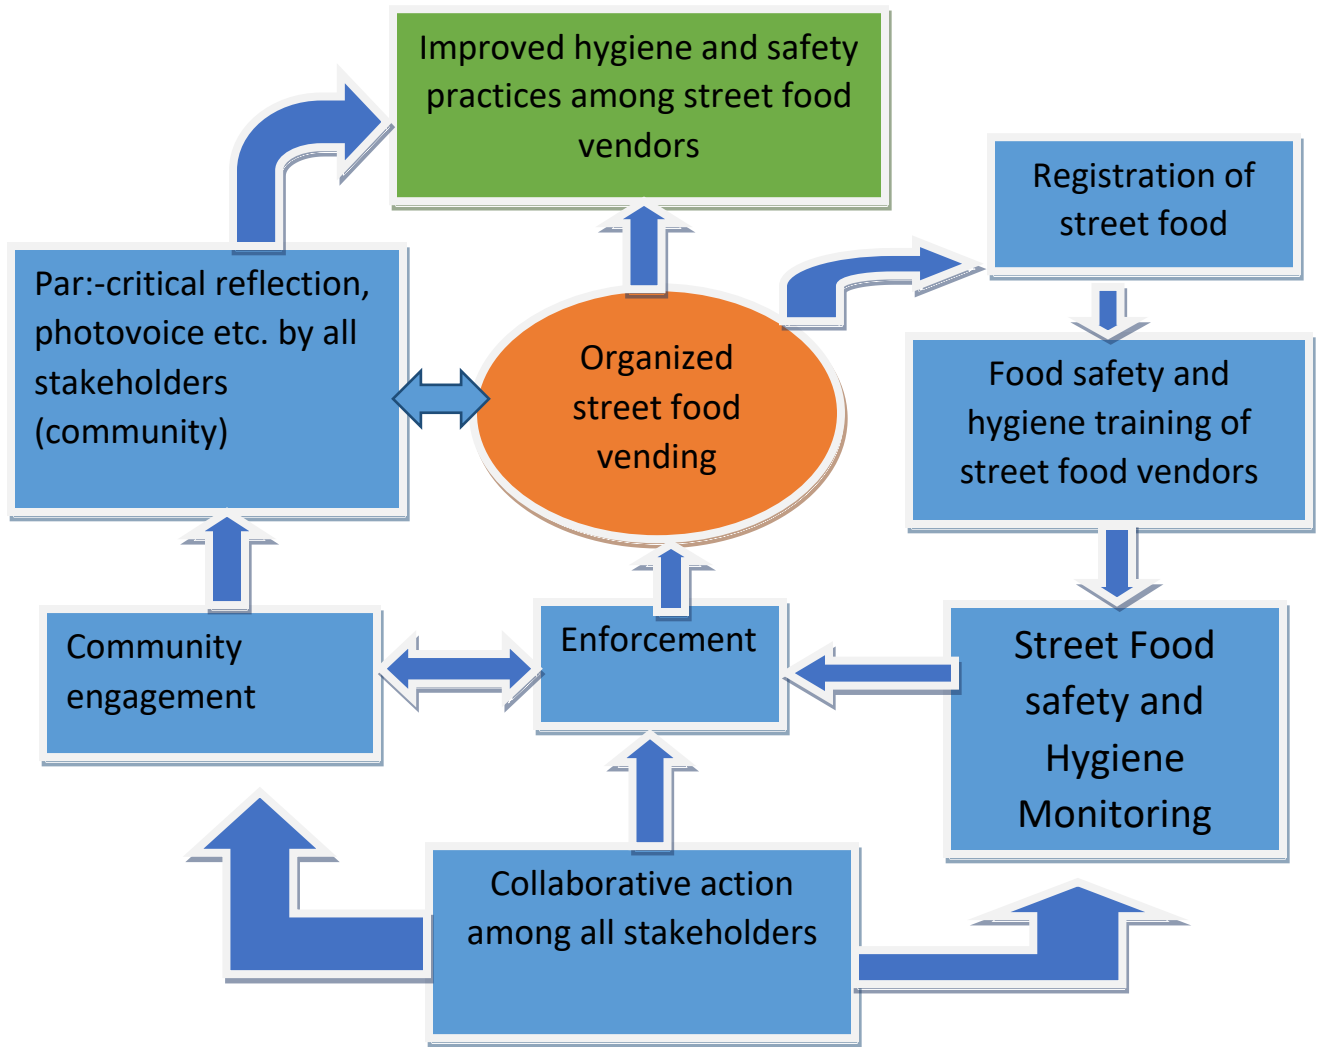 Improved hygiene and safety
practices among street food
vendors
Registration of
street food
Par:-critical reflection,
photovoice etc. by all
stakeholders
(community)
Organized
street food
vending
Food safety and
hygiene training of
street food vendors
Community
engagement
Enforcement
Street Food
safety and
Hygiene
Monitoring
Collaborative action
among all stakeholders